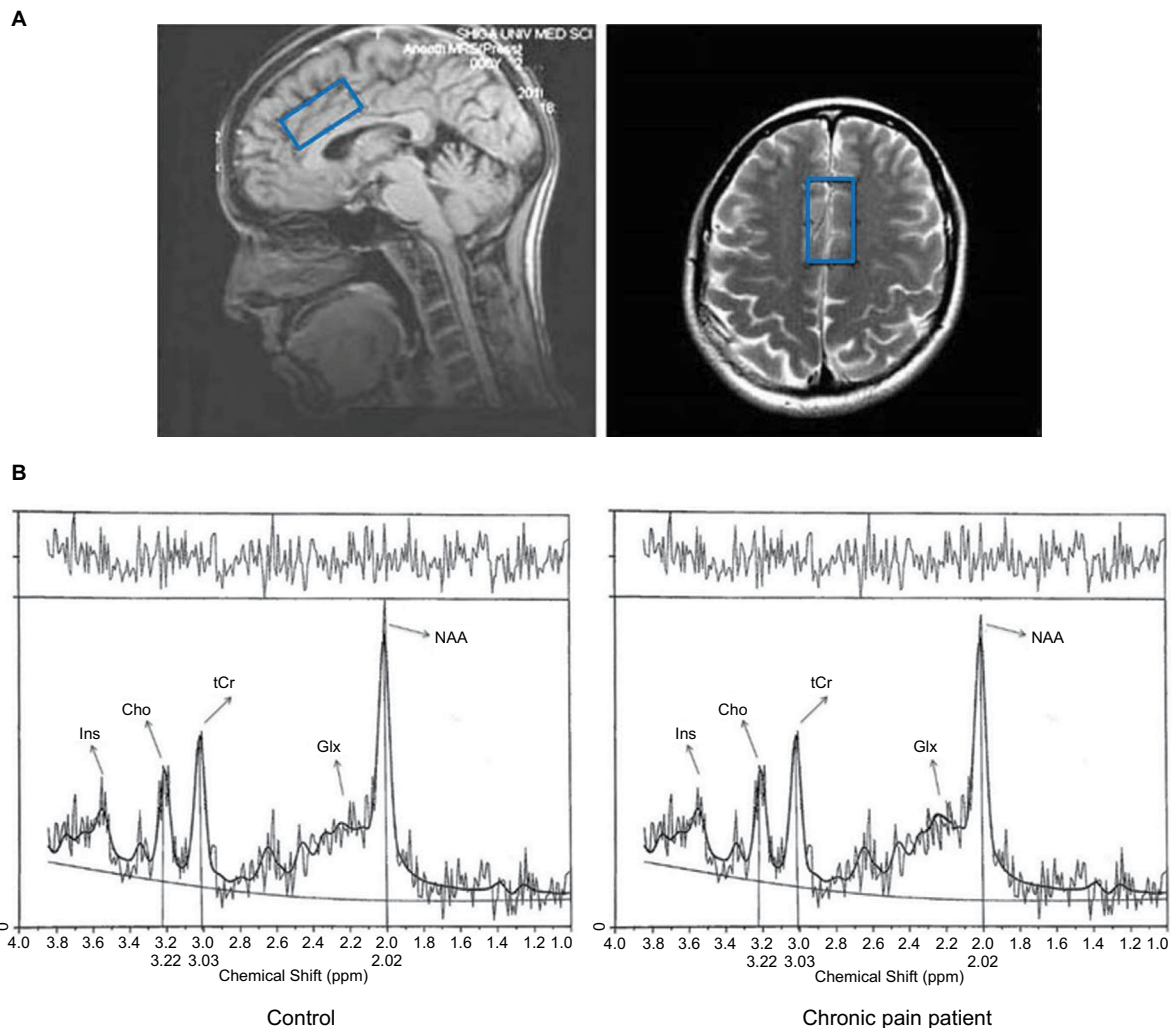 A
SHIGA UNIV MED SCI
B
NAA
tCr
Cho
Ins
Glx
0
4.0 3.8 3.6 3.4 3.2 3.0 2.8 2.6 2.4 2.2 2.0 1.8 1.6 1.4 1.2 1.0
3.22 3.03 2.02
Chemical Shift (ppm)
Control
NAA
tCr
Cho
Ins
Glx
0
4.0 3.8 3.6 3.4 3.2 3.0 2.8 2.6 2.4 2.2 2.0 1.8 1.6 1.4 1.2 1.0
3.22 3.03 2.02
Chemical Shift (ppm)
Chronic pain patient